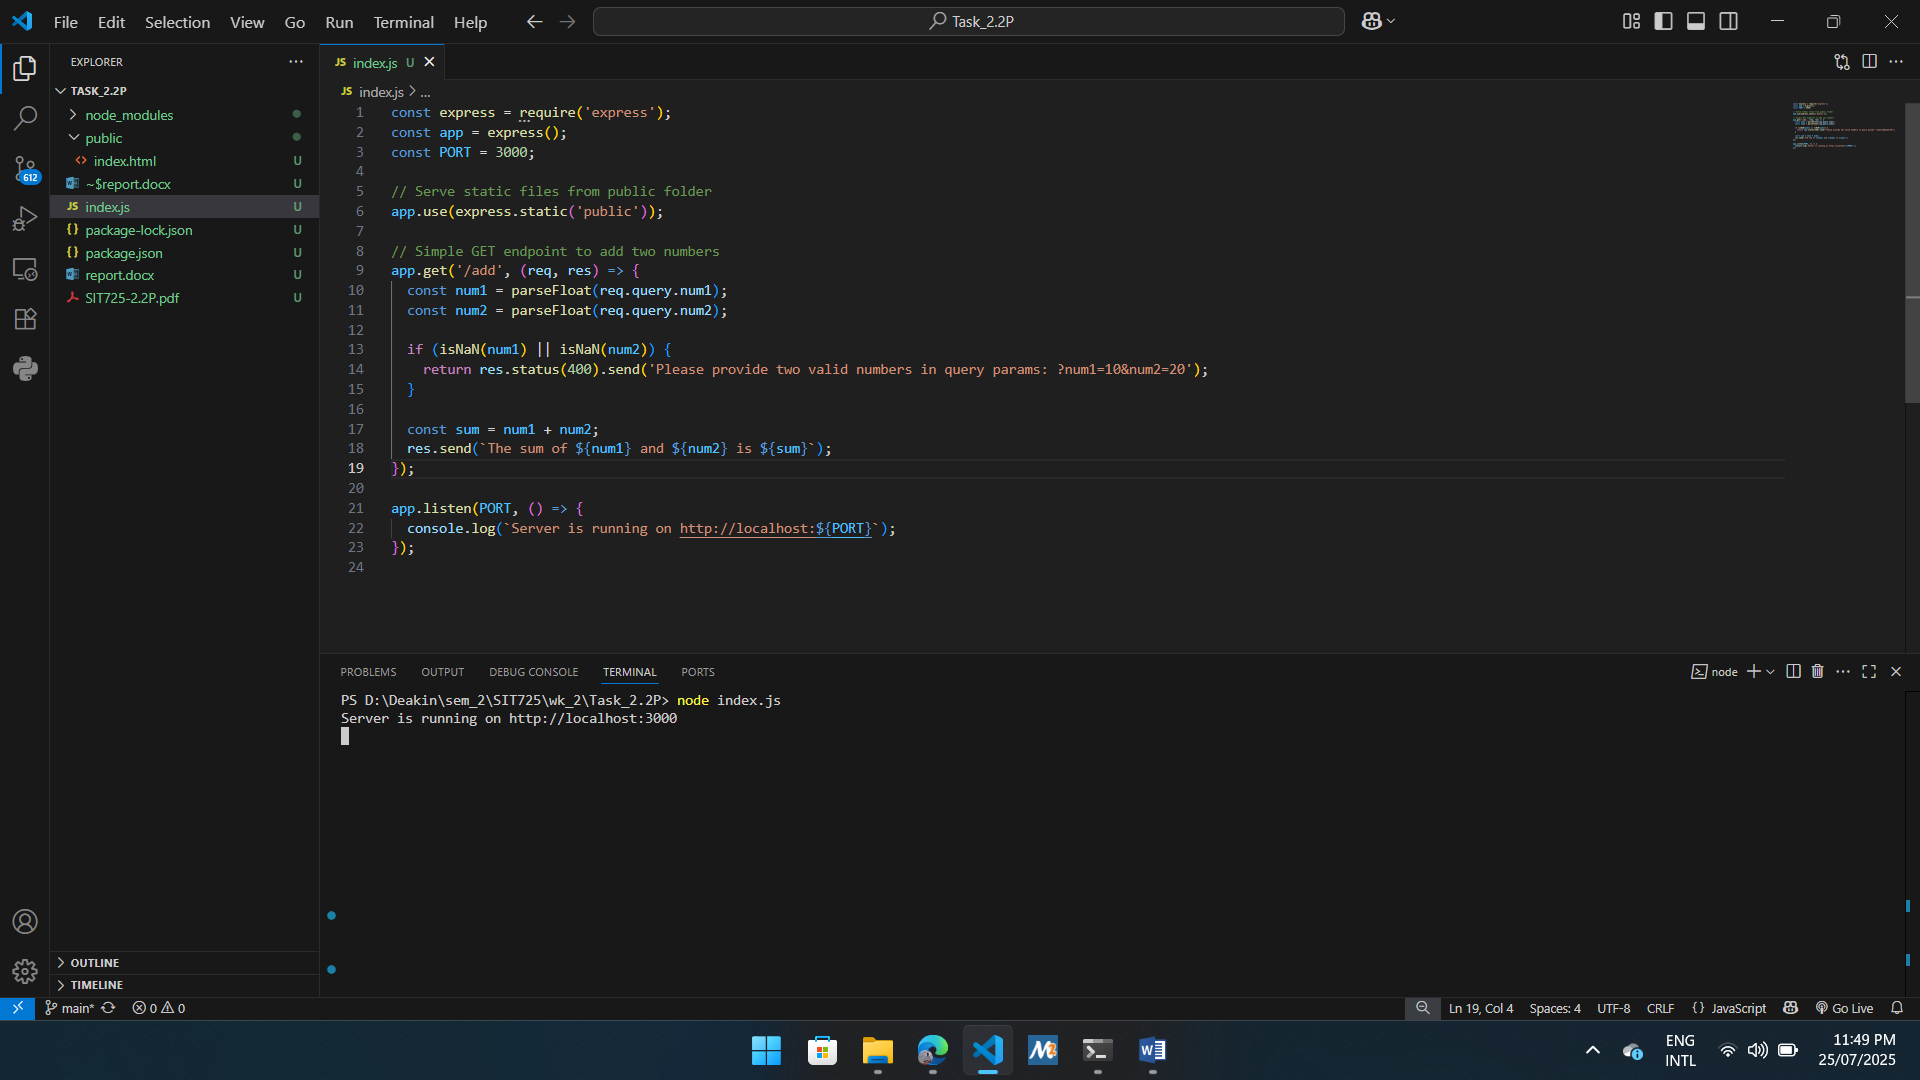 File Edit Selection View Go Run Terminal Help
Task_2.2P
EXPLORER
TASK_2.2P
node_modules
public
index.html U
~$report.docx U
index.js U
package-lock.json U
package.json U
report.docx U
SIT725-2.2P.pdf U
612
OUTLINE
TIMELINE
JS index.js U
JS index.js > ...
1 const express = require('express');
2 const app = express();
3 const PORT = 3000;
4
5 // Serve static files from public folder
6 app.use(express.static('public'));
7
8 // Simple GET endpoint to add two numbers
9 app.get('/add', (req, res) => {
10 const num1 = parseFloat(req.query.num1);
11 const num2 = parseFloat(req.query.num2);
12
13 if (isNaN(num1) || isNaN(num2)) {
14 return res.status(400).send('Please provide two valid numbers in query params: ?num1=10&num2=20');
15 }
16
17 const sum = num1 + num2;
18 res.send(`The sum of ${num1} and ${num2} is ${sum}`);
19 });
20
21 app.listen(PORT, () => {
22 console.log(`Server is running on http://localhost:${PORT}`);
23 });
24
PROBLEMS OUTPUT DEBUG CONSOLE TERMINAL PORTS
node
PS D:\Deakin\sem_2\SIT725\wk_2\Task_2.2P> node index.js
Server is running on http://localhost:3000
main* 0 0
Ln 19, Col 4 Spaces: 4 UTF-8 CRLF {} JavaScript Go Live
ENG
INTL
11:49 PM
25/07/2025